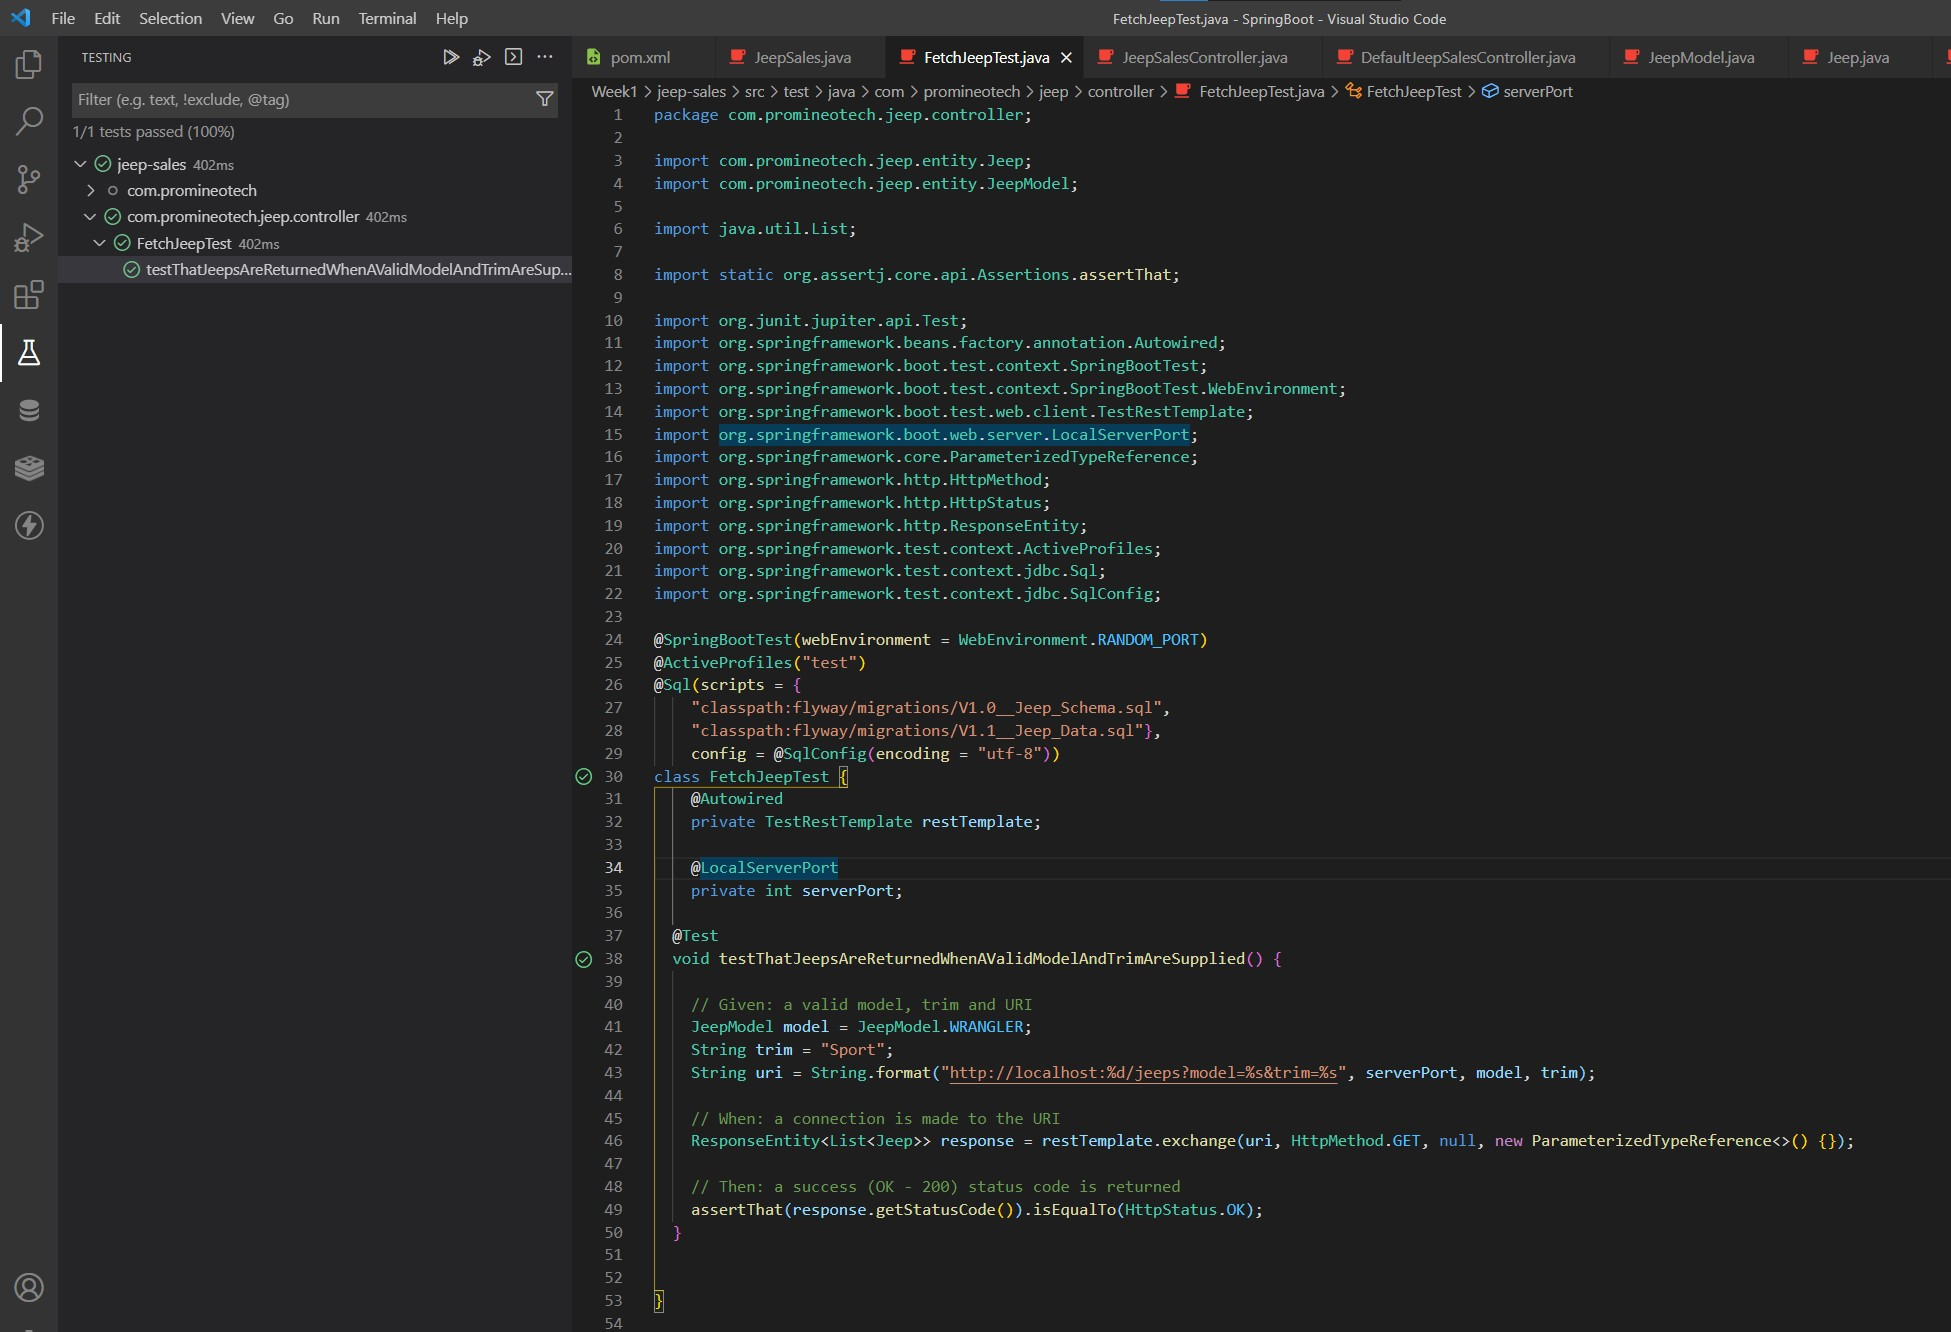 File Edit Selection View Go Run Terminal Help
FetchJeepTest.java - SpringBoot - Visual Studio Code
TESTING
Filter (e.g. text, !exclude, @tag)
1/1 tests passed (100%)
jeep-sales 402ms
com.promineotech
com.promineotech.jeep.controller 402ms
FetchJeepTest 402ms
testThatJeepsAreReturnedWhenAValidModelAndTrimAreSup...
pom.xml JeepSales.java FetchJeepTest.java JeepSalesController.java DefaultJeepSalesController.java JeepModel.java Jeep.java
Week1 > jeep-sales > src > test > java > com > promineotech > jeep > controller > FetchJeepTest.java > FetchJeepTest > serverPort
1 package com.promineotech.jeep.controller;
2
3 import com.promineotech.jeep.entity.Jeep;
4 import com.promineotech.jeep.entity.JeepModel;
5
6 import java.util.List;
7
8 import static org.assertj.core.api.Assertions.assertThat;
9
10 import org.junit.jupiter.api.Test;
11 import org.springframework.beans.factory.annotation.Autowired;
12 import org.springframework.boot.test.context.SpringBootTest;
13 import org.springframework.boot.test.context.SpringBootTest.WebEnvironment;
14 import org.springframework.boot.test.web.client.TestRestTemplate;
15 import org.springframework.boot.web.server.LocalServerPort;
16 import org.springframework.core.ParameterizedTypeReference;
17 import org.springframework.http.HttpMethod;
18 import org.springframework.http.HttpStatus;
19 import org.springframework.http.ResponseEntity;
20 import org.springframework.test.context.ActiveProfiles;
21 import org.springframework.test.context.jdbc.Sql;
22 import org.springframework.test.context.jdbc.SqlConfig;
23
24 @SpringBootTest(webEnvironment = WebEnvironment.RANDOM_PORT)
25 @ActiveProfiles("test")
26 @Sql(scripts = {
27 "classpath:flyway/migrations/V1.0__Jeep_Schema.sql",
28 "classpath:flyway/migrations/V1.1__Jeep_Data.sql"},
29 config = @SqlConfig(encoding = "utf-8"))
30 class FetchJeepTest {
31 @Autowired
32 private TestRestTemplate restTemplate;
33
34 @LocalServerPort
35 private int serverPort;
36
37 @Test
38 void testThatJeepsAreReturnedWhenAValidModelAndTrimAreSupplied() {
39
40 // Given: a valid model, trim and URI
41 JeepModel model = JeepModel.WRANGLER;
42 String trim = "Sport";
43 String uri = String.format("http://localhost:%d/jeeps?model=%s&trim=%s", serverPort, model, trim);
44
45 // When: a connection is made to the URI
46 ResponseEntity<List<Jeep>> response = restTemplate.exchange(uri, HttpMethod.GET, null, new ParameterizedTypeReference<>() {});
47
48 // Then: a success (OK - 200) status code is returned
49 assertThat(response.getStatusCode()).isEqualTo(HttpStatus.OK);
50 }
51
52
53 }
54